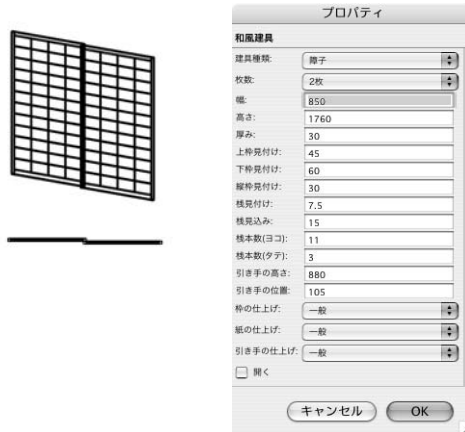 プロパティ
和風建具
建具種類: 障子
枚数: 2枚
幅: 850
高さ: 1760
厚み: 30
上枠見付け: 45
下枠見付け: 60
縦枠見付け: 30
桟見付け: 7.5
桟見込み: 15
桟本数(ヨコ): 11
桟本数(タテ): 3
引き手の高さ: 880
引き手の位置: 105
枠の仕上げ: 一般
紙の仕上げ: 一般
引き手の仕上げ: 一般
開く
キャンセル OK